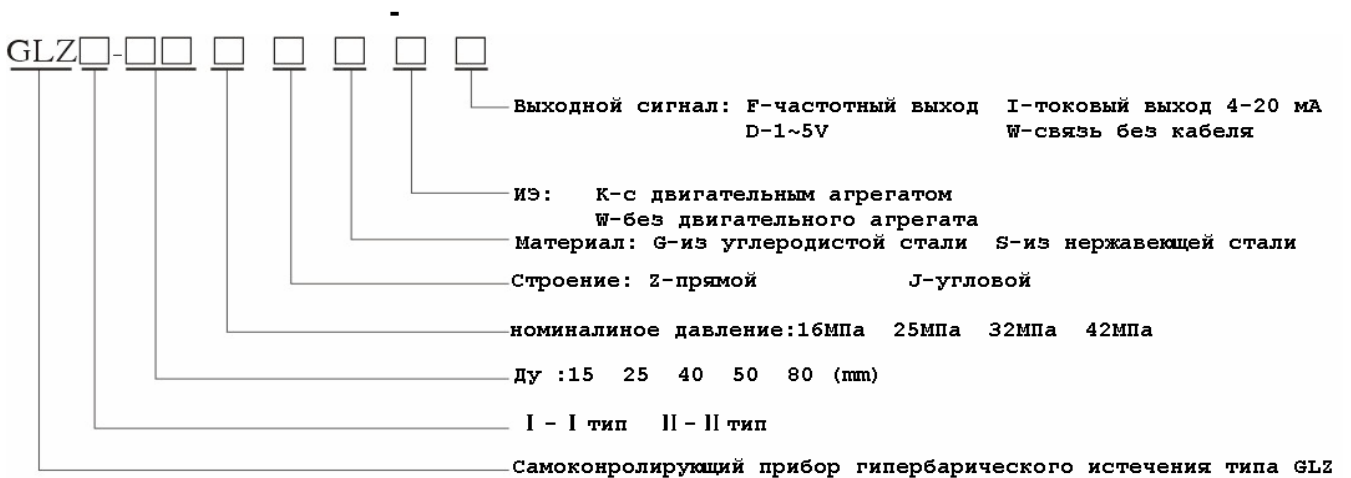 -
GLZ□-□□ □ □ □ □ □
Выходной сигнал: F-частотный выход I-токовый выход 4-20 мА
D-1~5V W-связь без кабеля
ИЭ: K-с двигательным агрегатом
W-без двигательного агрегата
Материал: G-из углеродистой стали S-из нержавеющей стали
Строение: Z-прямой J-угловой
номиналиное давление:16МПа 25МПа 32МПа 42МПа
Ду :15 25 40 50 80 (mm)
I - I тип II - II тип
Самоконролирующий прибор гипербарического истечения типа GLZ